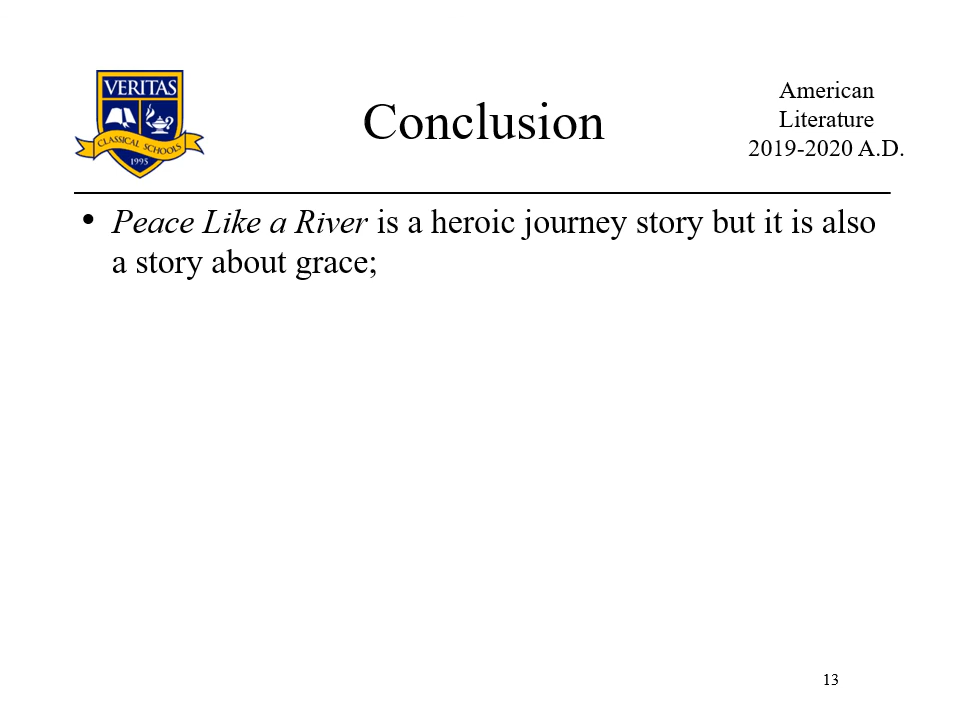 VERITAS
CLASSICAL SCHOOLS
1995
Conclusion
American
Literature
2019-2020 A.D.
• Peace Like a River is a heroic journey story but it is also
a story about grace;
13